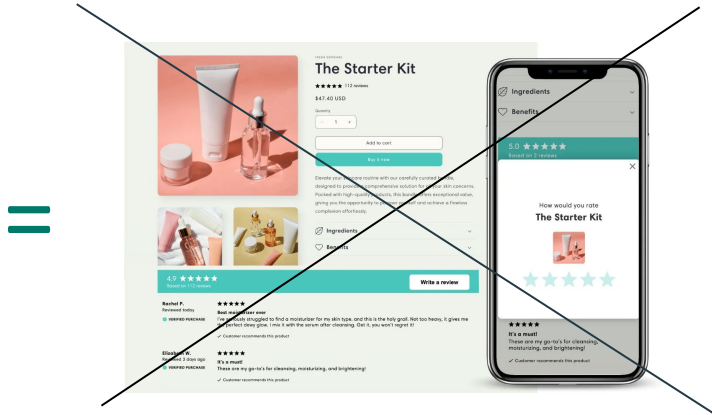 The Starter Kit
★★★★★ 112 reviews
$47.40 USD
Quantity
- 1 +
Add to cart
Buy it now
Elevate your skincare routine with our carefully curated bundle,
designed to provide comprehensive solution for all your skin concerns.
Packed with high-quality products, this bundle offers exceptional value,
giving you the opportunity to pamper yourself and achieve a flawless
complexion effortlessly.
Ingredients
Benefits
4.9 ★★★★★
Based on 112 reviews
Write a review
Rachel P.
Reviewed today
VERIFIED PURCHASE
★★★★★
Best moisturizer ever
I've seriously struggled to find a moisturizer for my skin type, and this is the holy grail. Not too heavy, it gives me
the perfect dewy glow. I mix it with the serum after cleansing. Get it, you won't regret it!
✓ Customer recommends this product
Elizabeth W.
Reviewed 3 days ago
VERIFIED PURCHASE
★★★★★
It's a must!
These are my go-to's for cleansing, moisturizing, and brightening!
✓ Customer recommends this product
Ingredients
Benefits
5.0 ★★★★★
Based on 2 reviews
×
How would you rate
The Starter Kit
★★★★★
★★★★★
It's a must!
These are my go-to's for cleansing,
moisturizing, and brightening!
✓ Customer recommends this product